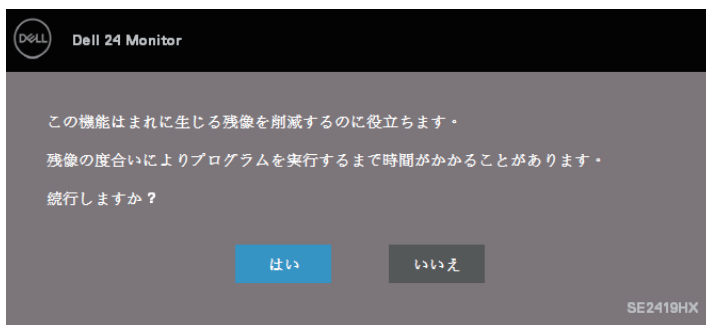 DELL
Dell 24 Monitor
この機能はまれに生じる残像を削減するのに役立ちます。
残像の度合いによりプログラムを実行するまで時間がかかることがあります。
続行しますか?
はい
いいえ
SE2419HX